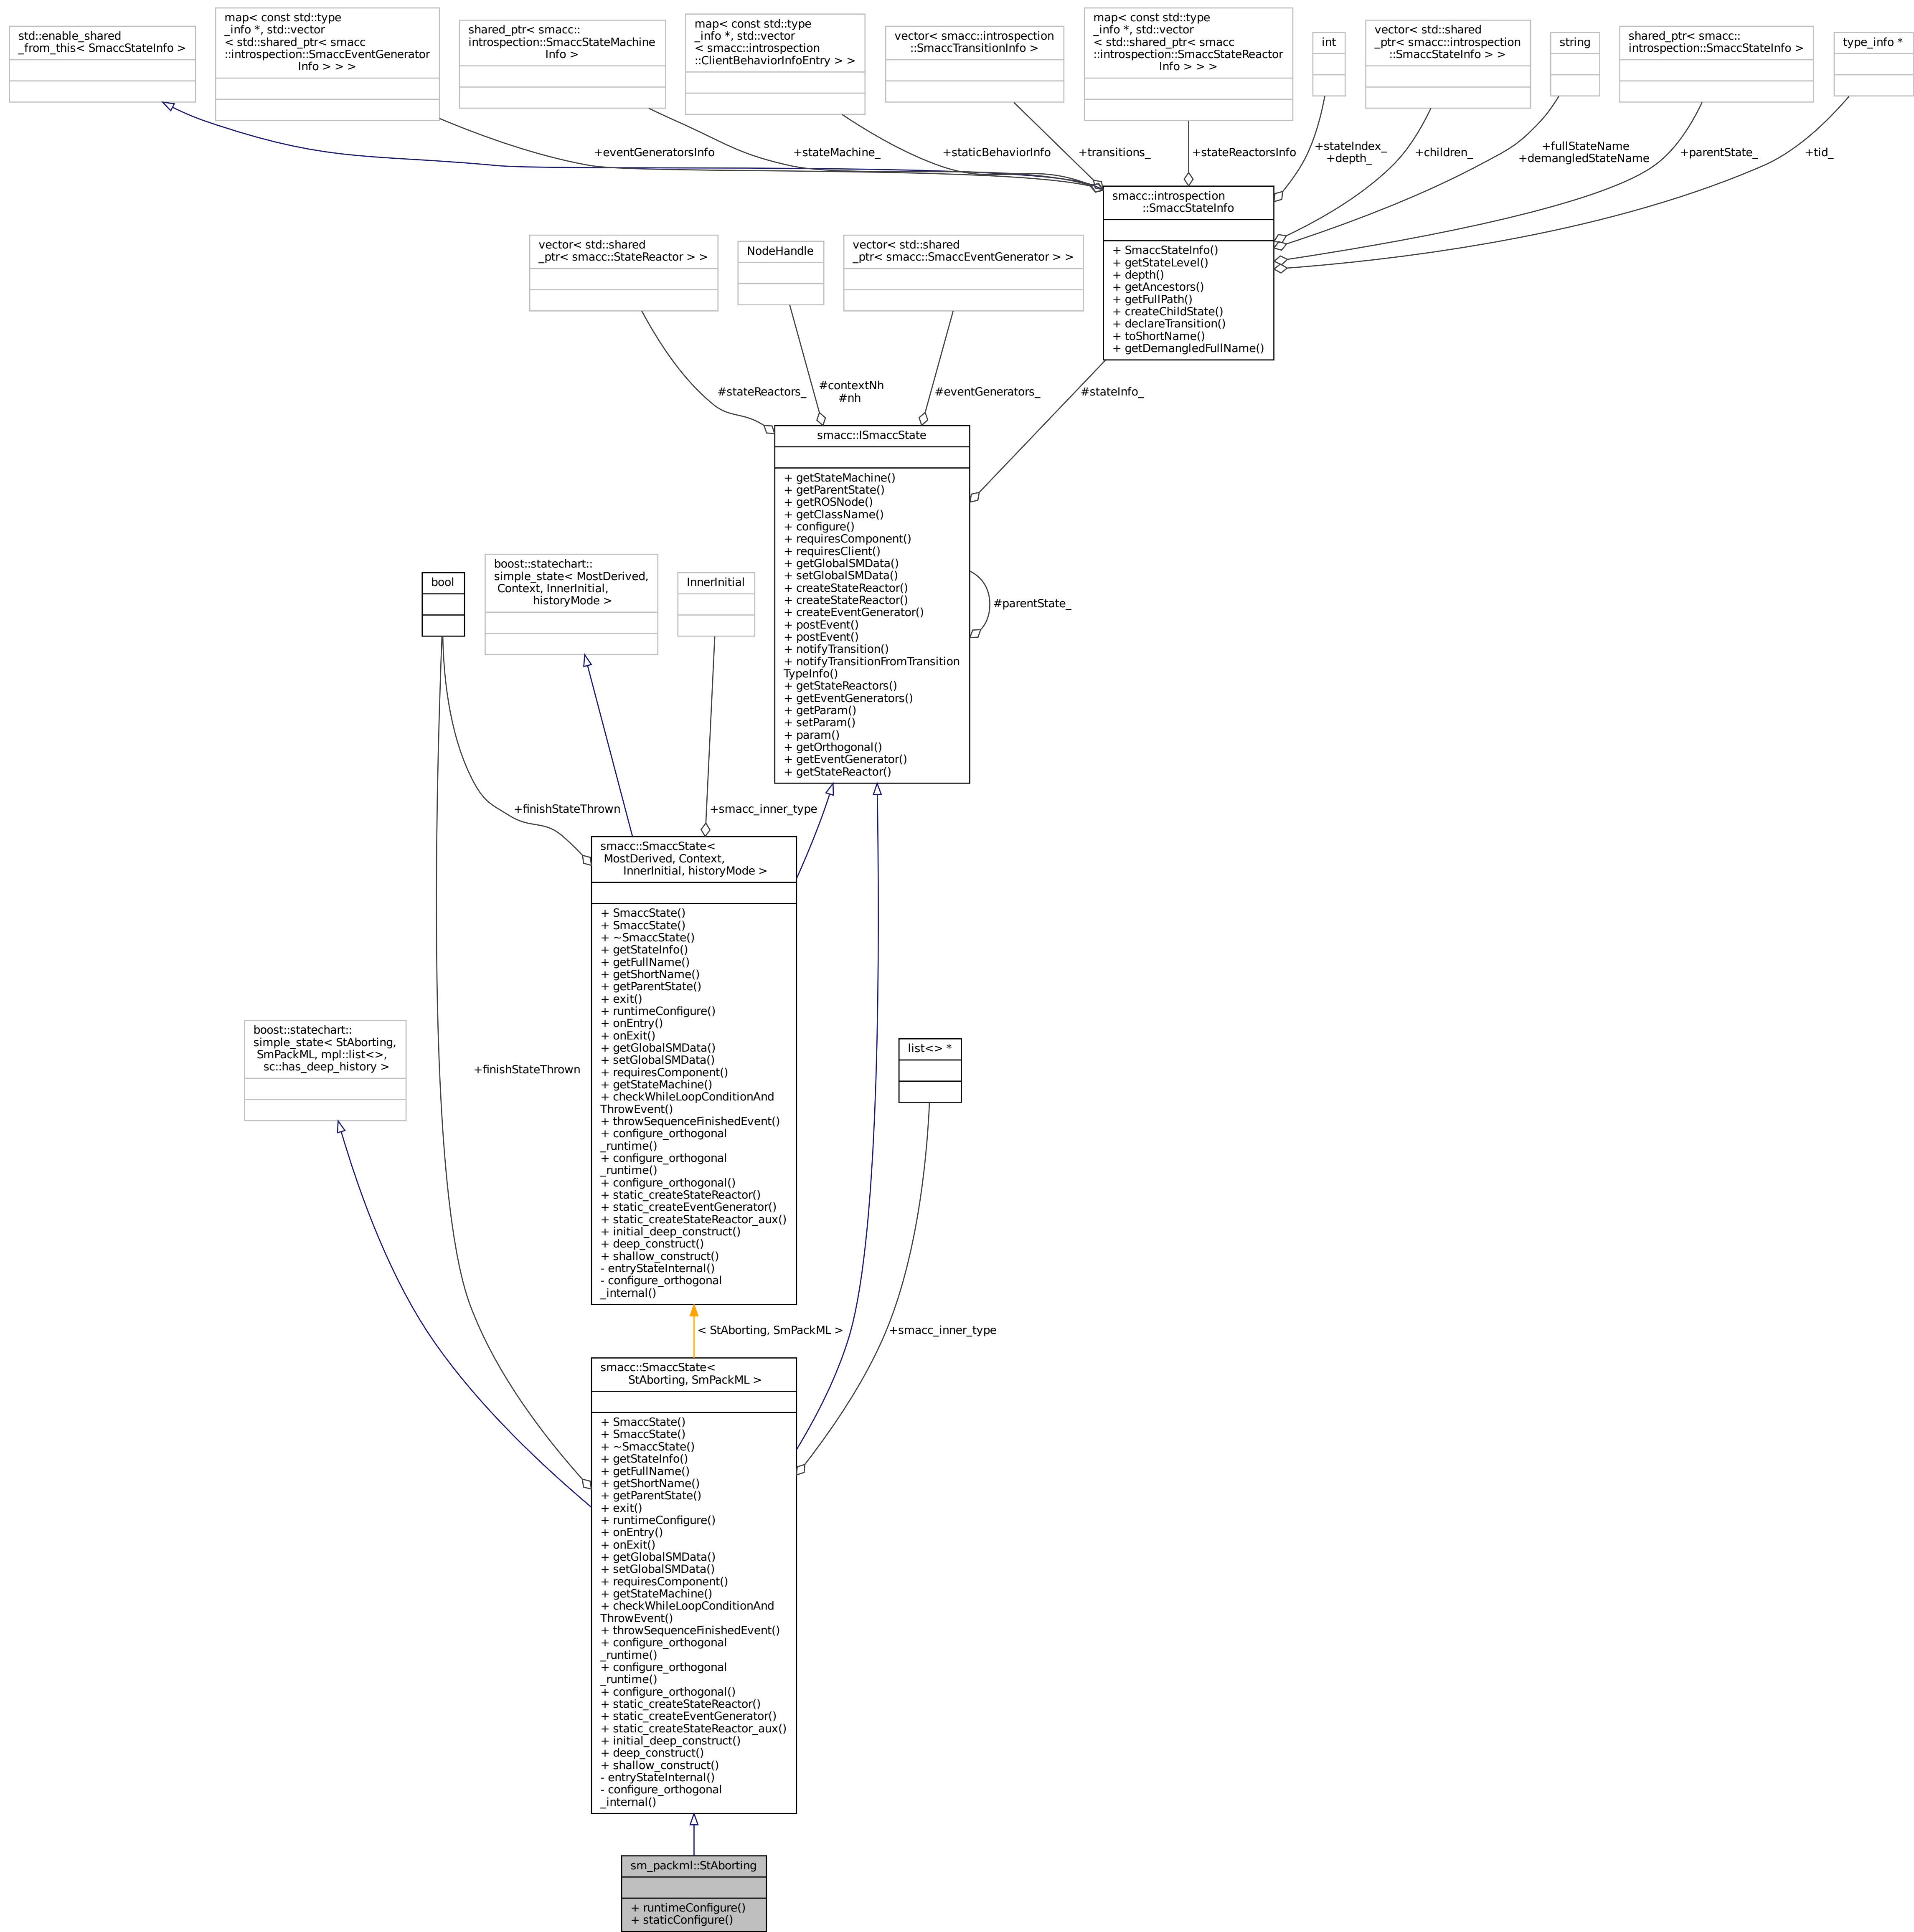 std::enable_shared
_from_this< SmaccStateInfo >
map< const std::type
_info *, std::vector
< std::shared_ptr< smacc
::introspection::SmaccEventGenerator
Info > > >
shared_ptr< smacc::
introspection::SmaccStateMachine
Info >
map< const std::type
_info *, std::vector
< smacc::introspection
::ClientBehaviorInfoEntry > >
vector< smacc::introspection
::SmaccTransitionInfo >
map< const std::type
_info *, std::vector
< std::shared_ptr< smacc
::introspection::SmaccStateReactor
Info > > >
int
vector< std::shared
_ptr< smacc::introspection
::SmaccStateInfo > >
string
shared_ptr< smacc::
introspection::SmaccStateInfo >
type_info *
+eventGeneratorsInfo
+stateMachine_
+staticBehaviorInfo
+transitions_
+stateReactorsInfo
+stateIndex_
+depth_
+children_
+fullStateName
+demangledStateName
+parentState_
+tid_
smacc::introspection
::SmaccStateInfo
+ SmaccStateInfo()
+ getStateLevel()
+ depth()
+ getAncestors()
+ getFullPath()
+ createChildState()
+ declareTransition()
+ toShortName()
+ getDemangledFullName()
vector< std::shared
_ptr< smacc::StateReactor > >
NodeHandle
vector< std::shared
_ptr< smacc::SmaccEventGenerator > >
#stateReactors_
#contextNh
#nh
#eventGenerators_
#stateInfo_
smacc::ISmaccState
+ getStateMachine()
+ getParentState()
+ getROSNode()
+ getClassName()
+ configure()
+ requiresComponent()
+ requiresClient()
+ getGlobalSMData()
+ setGlobalSMData()
+ createStateReactor()
+ createStateReactor()
+ createEventGenerator()
+ postEvent()
+ postEvent()
+ notifyTransition()
+ notifyTransitionFromTransition
TypeInfo()
+ getStateReactors()
+ getEventGenerators()
+ getParam()
+ setParam()
+ param()
+ getOrthogonal()
+ getEventGenerator()
+ getStateReactor()
#parentState_
bool
boost::statechart::
simple_state< MostDerived,
Context, InnerInitial,
historyMode >
InnerInitial
+finishStateThrown
+smacc_inner_type
smacc::SmaccState<
MostDerived, Context,
InnerInitial, historyMode >
+ SmaccState()
+ SmaccState()
+ ~SmaccState()
+ getStateInfo()
+ getFullName()
+ getShortName()
+ getParentState()
+ exit()
+ runtimeConfigure()
+ onEntry()
+ onExit()
+ getGlobalSMData()
+ setGlobalSMData()
+ requiresComponent()
+ getStateMachine()
+ checkWhileLoopConditionAnd
ThrowEvent()
+ throwSequenceFinishedEvent()
+ configure_orthogonal
_runtime()
+ configure_orthogonal
_runtime()
+ configure_orthogonal()
+ static_createStateReactor()
+ static_createEventGenerator()
+ static_createStateReactor_aux()
+ initial_deep_construct()
+ deep_construct()
+ shallow_construct()
- entryStateInternal()
- configure_orthogonal
_internal()
boost::statechart::
simple_state< StAborting,
SmPackML, mpl::list<>,
sc::has_deep_history >
+finishStateThrown
list<> *
< StAborting, SmPackML >
+smacc_inner_type
smacc::SmaccState<
StAborting, SmPackML >
+ SmaccState()
+ SmaccState()
+ ~SmaccState()
+ getStateInfo()
+ getFullName()
+ getShortName()
+ getParentState()
+ exit()
+ runtimeConfigure()
+ onEntry()
+ onExit()
+ getGlobalSMData()
+ setGlobalSMData()
+ requiresComponent()
+ getStateMachine()
+ checkWhileLoopConditionAnd
ThrowEvent()
+ throwSequenceFinishedEvent()
+ configure_orthogonal
_runtime()
+ configure_orthogonal
_runtime()
+ configure_orthogonal()
+ static_createStateReactor()
+ static_createEventGenerator()
+ static_createStateReactor_aux()
+ initial_deep_construct()
+ deep_construct()
+ shallow_construct()
- entryStateInternal()
- configure_orthogonal
_internal()
sm_packml::StAborting
+ runtimeConfigure()
+ staticConfigure()